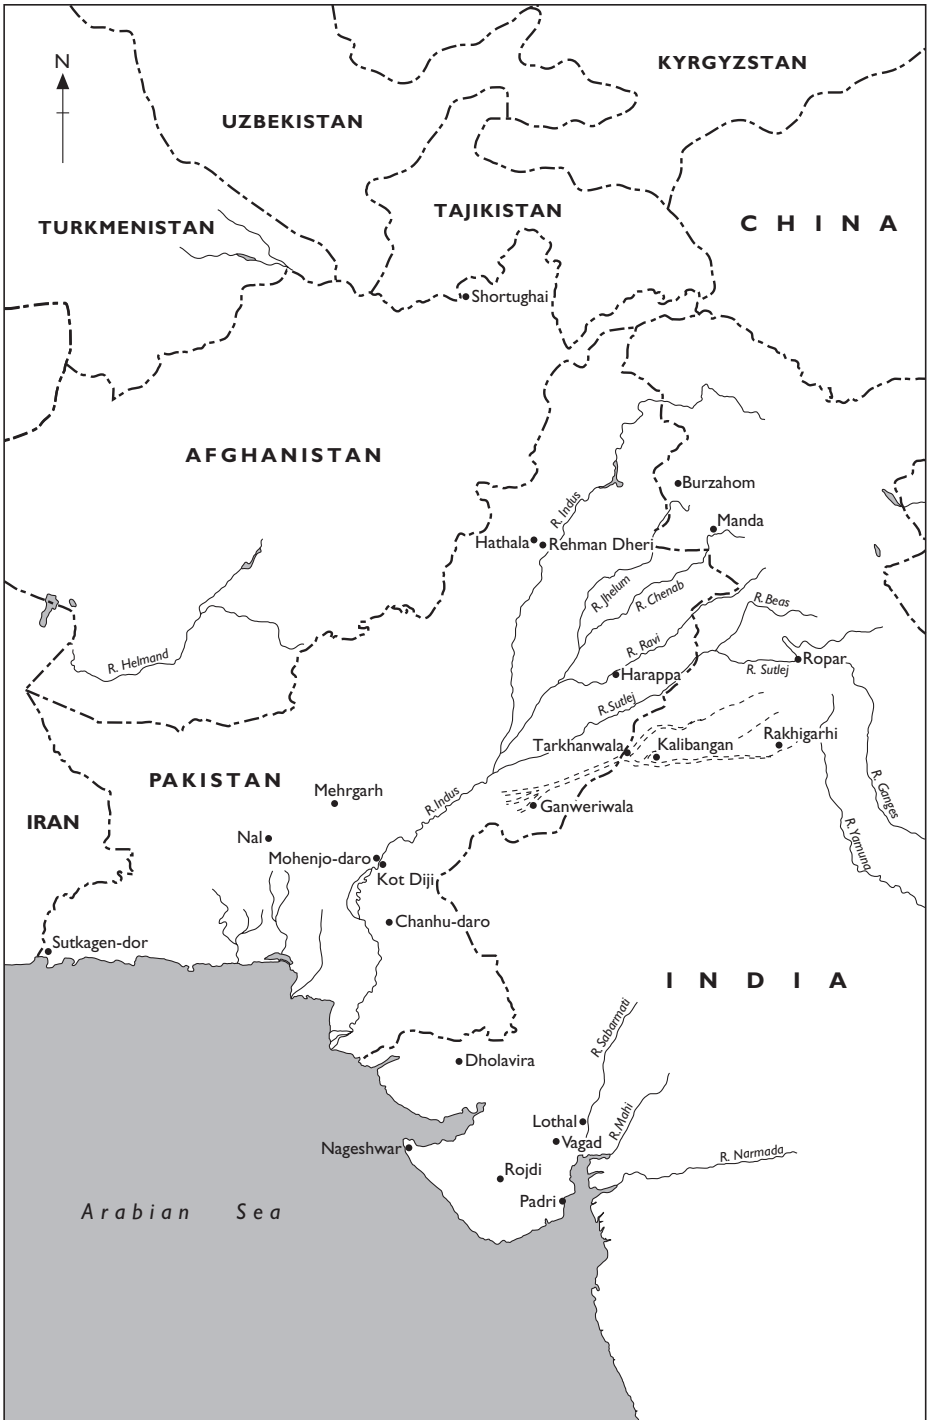 N
KYRGYZSTAN
UZBEKISTAN
TAJIKISTAN
TURKMENISTAN
CHINA
Shortughai
AFGHANISTAN
Burzahom
R. Indus
Manda
Hathala
Rehman Dheri
R. Jhelum
R. Chenab
R. Beas
R. Ravi
R. Helmand
Ropar
R. Sutlej
Harappa
R. Sutlej
Rakhigarhi
Tarkhanwala
Kalibangan
PAKISTAN
Mehrgarh
R. Indus
Ganweriwala
R. Ganges
IRAN
Nal
R. Yamuna
Mohenjo-daro
Kot Diji
Chanhu-daro
Sutkagen-dor
INDIA
R. Sabarmati
Dholavira
Lothal
R. Mahi
Vagad
Nageshwar
R. Narmada
Rojdi
Padri
Arabian Sea